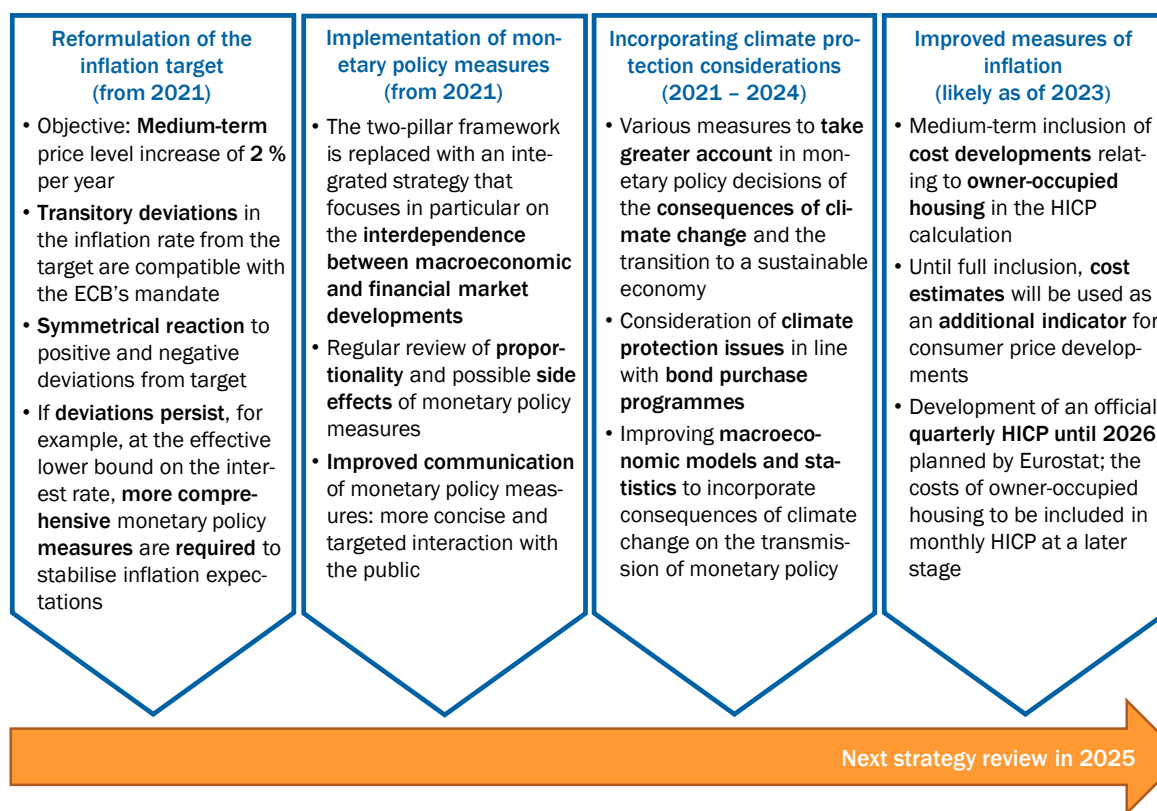 Reformulation of the
inflation target
(from 2021)
• Objective: Medium-term
price level increase of 2 %
per year
• Transitory deviations in
the inflation rate from the
target are compatible with
the ECB's mandate
• Symmetrical reaction to
positive and negative
deviations from target
• If deviations persist, for
example, at the effective
lower bound on the inter-
est rate, more compre-
hensive monetary policy
measures are required to
stabilise inflation expec-
tations
Implementation of mon-
etary policy measures
(from 2021)
• The two-pillar framework
is replaced with an inte-
grated strategy that
focuses in particular on
the interdependence
between macroeconomic
and financial market
developments
• Regular review of propor-
tionality and possible side
effects of monetary policy
measures
• Improved communication
of monetary policy meas-
ures: more concise and
targeted interaction with
the public
Incorporating climate pro-
tection considerations
(2021 – 2024)
• Various measures to take
greater account in mon-
etary policy decisions of
the consequences of cli-
mate change and the
transition to a sustainable
economy
• Consideration of climate
protection issues in line
with bond purchase
programmes
• Improving macroeco-
nomic models and sta-
tistics to incorporate
consequences of climate
change on the transmis-
sion of monetary policy
Improved measures of
inflation
(likely as of 2023)
• Medium-term inclusion of
cost developments relat-
ing to owner-occupied
housing in the HICP
calculation
• Until full inclusion, cost
estimates will be used as
an additional indicator for
consumer price develop-
ments
• Development of an official
quarterly HICP until 2026
planned by Eurostat; the
costs of owner-occupied
housing to be included in
monthly HICP at a later
stage
Next strategy review in 2025